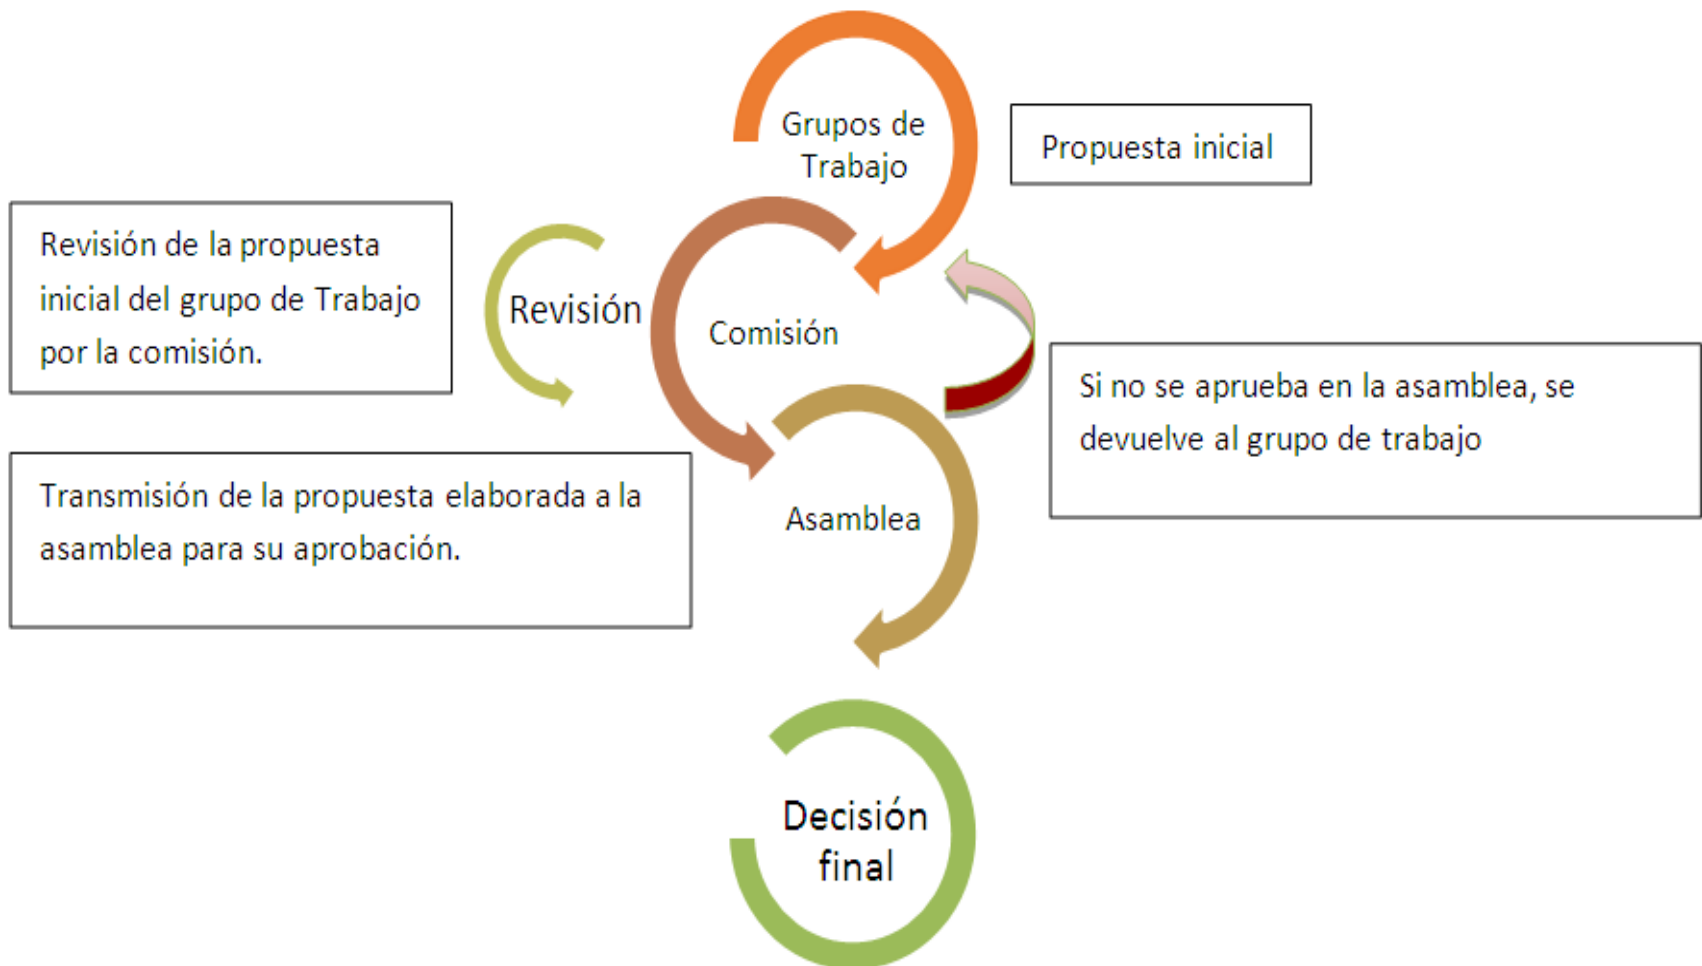 Grupos de
Trabajo
Propuesta inicial
Revisión de la propuesta
inicial del grupo de Trabajo
por la comisión.
Revisión
Comisión
Si no se aprueba en la asamblea, se
devuelve al grupo de trabajo
Transmisión de la propuesta elaborada a la
asamblea para su aprobación.
Asamblea
Decisión
final